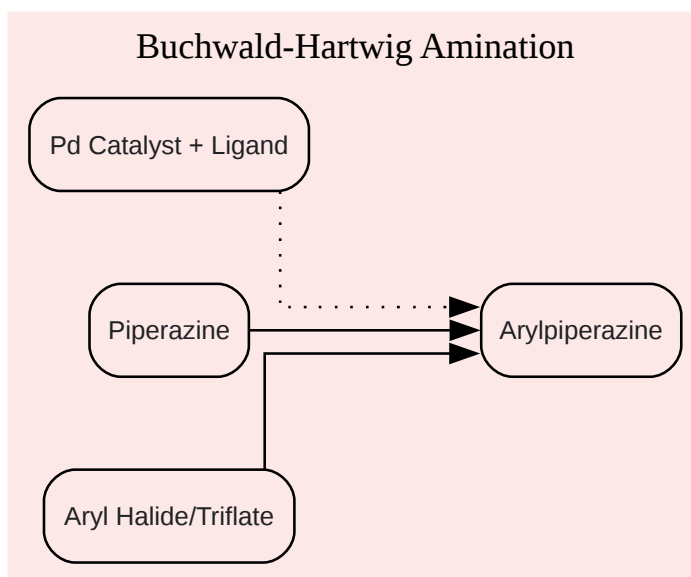 Buchwald-Hartwig Amination
Pd Catalyst + Ligand
Piperazine
Arylpiperazine
Aryl Halide/Triflate